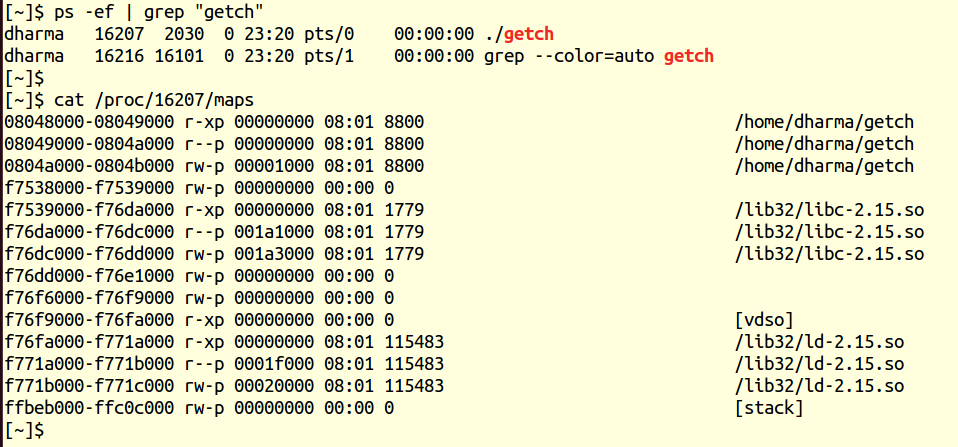 [~]$ ps -ef | grep "getch"
dharma   16207  2030  0 23:20 pts/0    00:00:00 ./getch
dharma   16216 16101  0 23:20 pts/1    00:00:00 grep --color=auto getch
[~]$
[~]$ cat /proc/16207/maps
08048000-08049000 r-xp 00000000 08:01 8800                               /home/dharma/getch
08049000-0804a000 r--p 00000000 08:01 8800                               /home/dharma/getch
0804a000-0804b000 rw-p 00001000 08:01 8800                               /home/dharma/getch
f7538000-f7539000 rw-p 00000000 00:00 0
f7539000-f76da000 r-xp 00000000 08:01 1779                               /lib32/libc-2.15.so
f76da000-f76dc000 r--p 001a1000 08:01 1779                               /lib32/libc-2.15.so
f76dc000-f76dd000 rw-p 001a3000 08:01 1779                               /lib32/libc-2.15.so
f76dd000-f76e1000 rw-p 00000000 00:00 0
f76f6000-f76f9000 rw-p 00000000 00:00 0
f76f9000-f76fa000 r-xp 00000000 00:00 0                                  [vdso]
f76fa000-f771a000 r-xp 00000000 08:01 115483                             /lib32/ld-2.15.so
f771a000-f771b000 r--p 0001f000 08:01 115483                             /lib32/ld-2.15.so
f771b000-f771c000 rw-p 00020000 08:01 115483                             /lib32/ld-2.15.so
ffbeb000-ffc0c000 rw-p 00000000 00:00 0                                  [stack]
[~]$